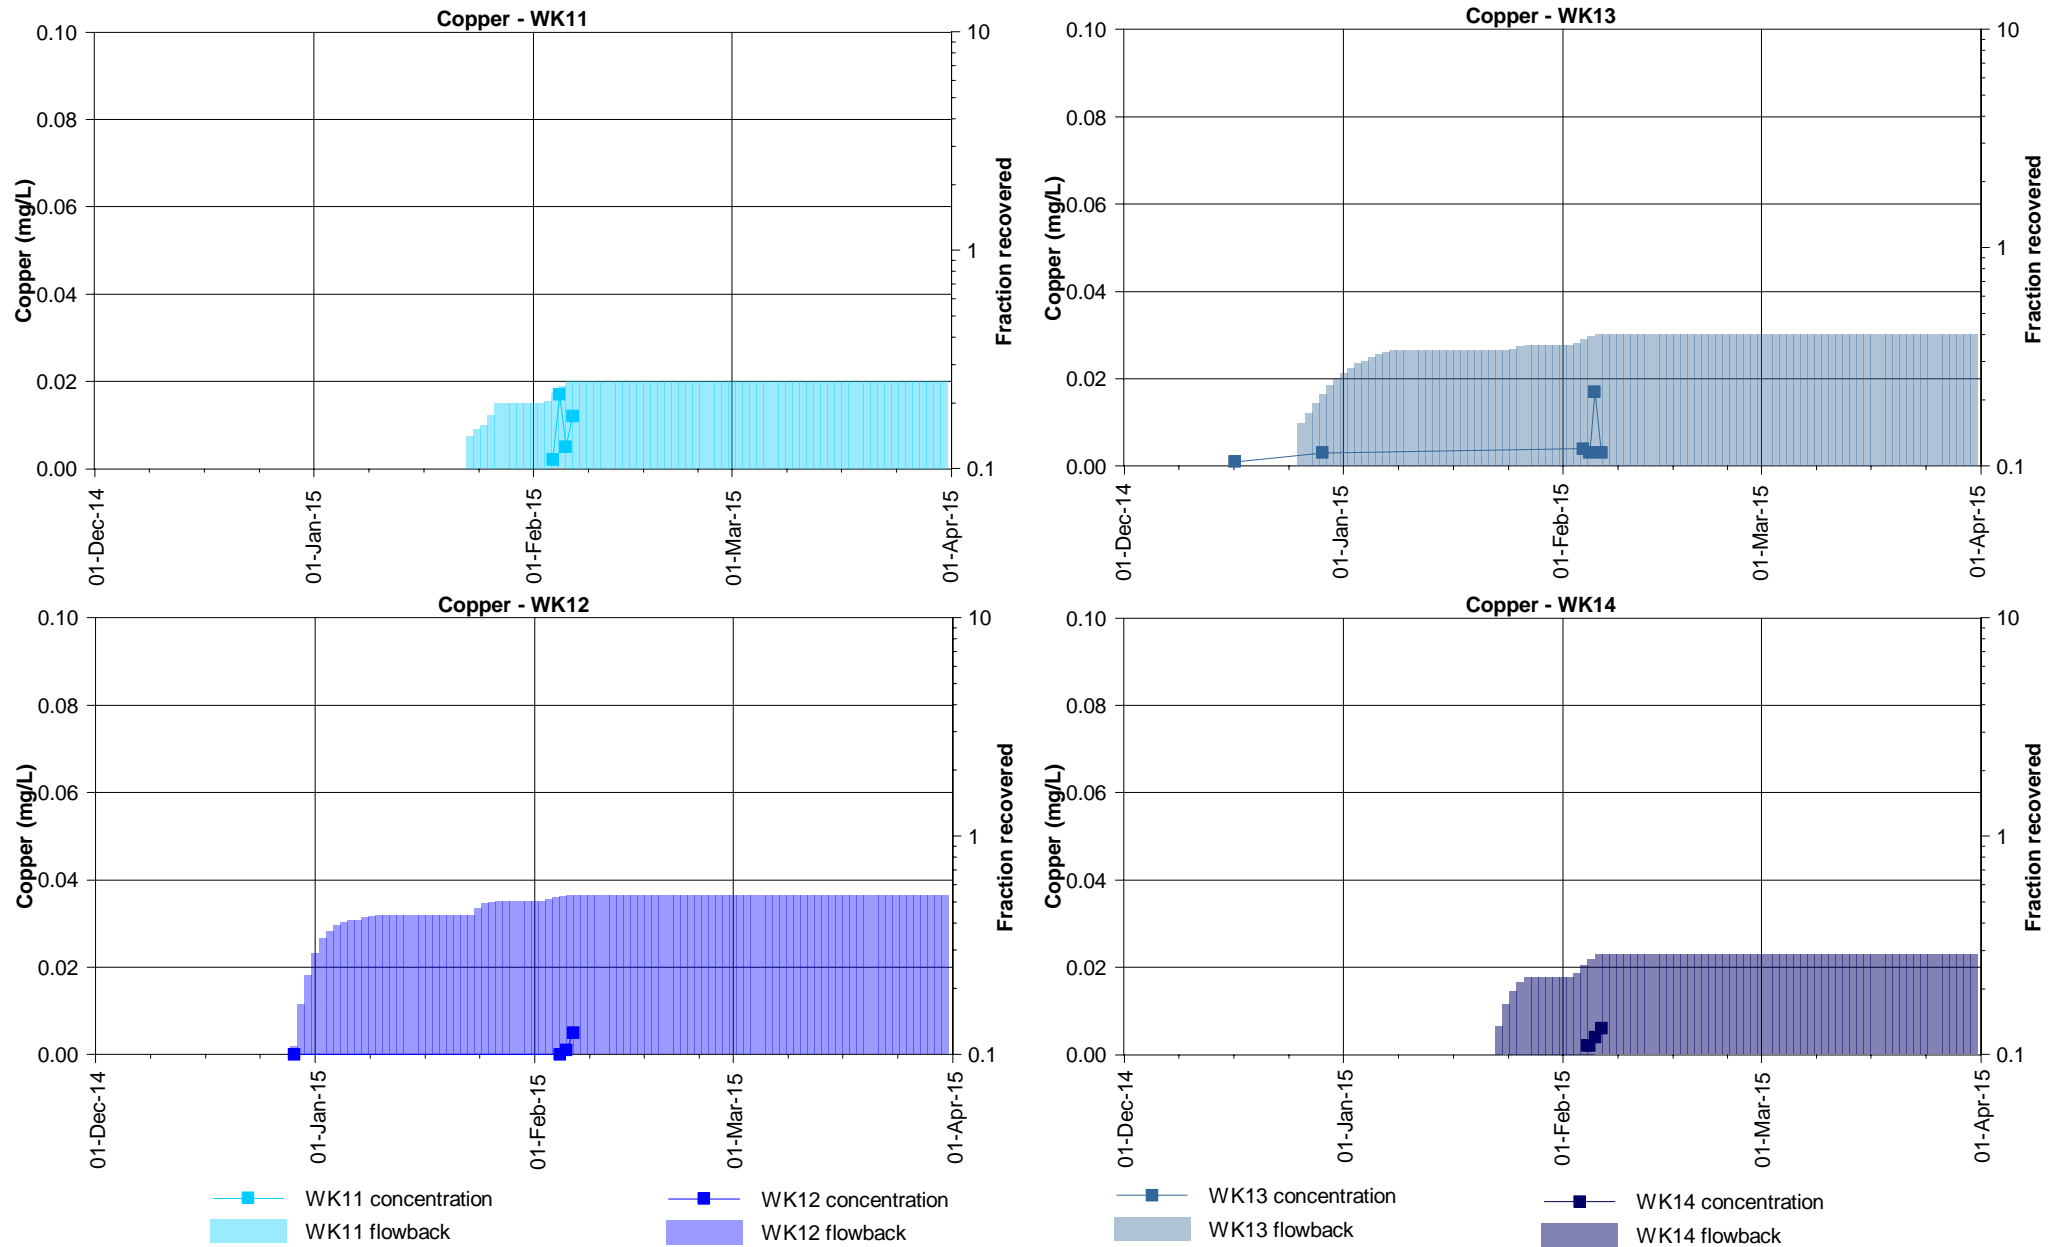 Copper - WK11
0.10
0.08
0.06
0.04
0.02
0.00
Copper (mg/L)
10
1
0.1
Fraction recovered
01-Dec-14
01-Jan-15
01-Feb-15
01-Mar-15
01-Apr-15
Copper - WK13
0.10
0.08
0.06
0.04
0.02
0.00
Copper (mg/L)
10
1
0.1
Fraction recovered
01-Dec-14
01-Jan-15
01-Feb-15
01-Mar-15
01-Apr-15
Copper - WK12
0.10
0.08
0.06
0.04
0.02
0.00
Copper (mg/L)
10
1
0.1
Fraction recovered
01-Dec-14
01-Jan-15
01-Feb-15
01-Mar-15
01-Apr-15
Copper - WK14
0.10
0.08
0.06
0.04
0.02
0.00
Copper (mg/L)
10
1
0.1
Fraction recovered
01-Dec-14
01-Jan-15
01-Feb-15
01-Mar-15
01-Apr-15
WK11 concentration
WK11 flowback
WK12 concentration
WK12 flowback
WK13 concentration
WK13 flowback
WK14 concentration
WK14 flowback